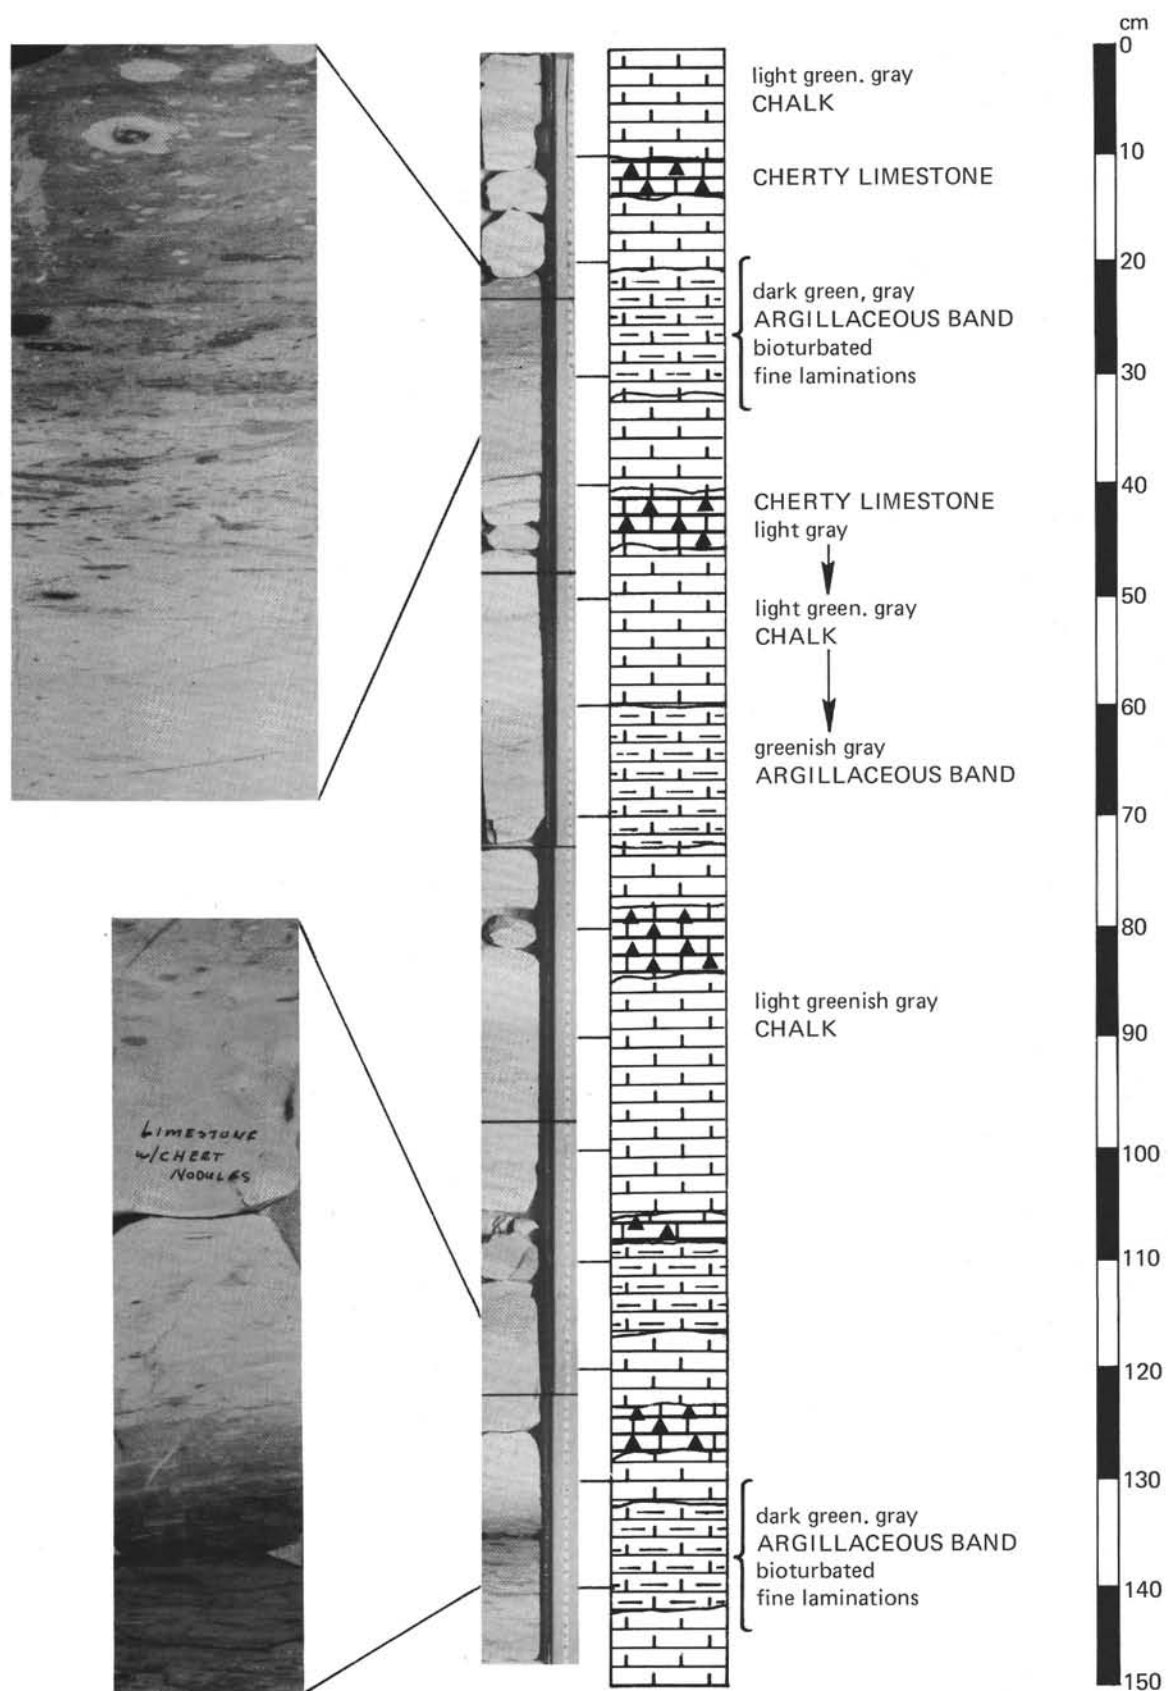 cm
0
light green. gray
CHALK
10
CHERTY LIMESTONE
20
dark green, gray
ARGILLACEOUS BAND
bioturbated
fine laminations
30
40
CHERTY LIMESTONE
light gray
50
light green. gray
CHALK
60
greenish gray
ARGILLACEOUS BAND
70
80
light greenish gray
CHALK
90
LIMESTONE
w/CHERT
NODULES
100
110
120
130
dark green. gray
ARGILLACEOUS BAND
bioturbated
fine laminations
140
150